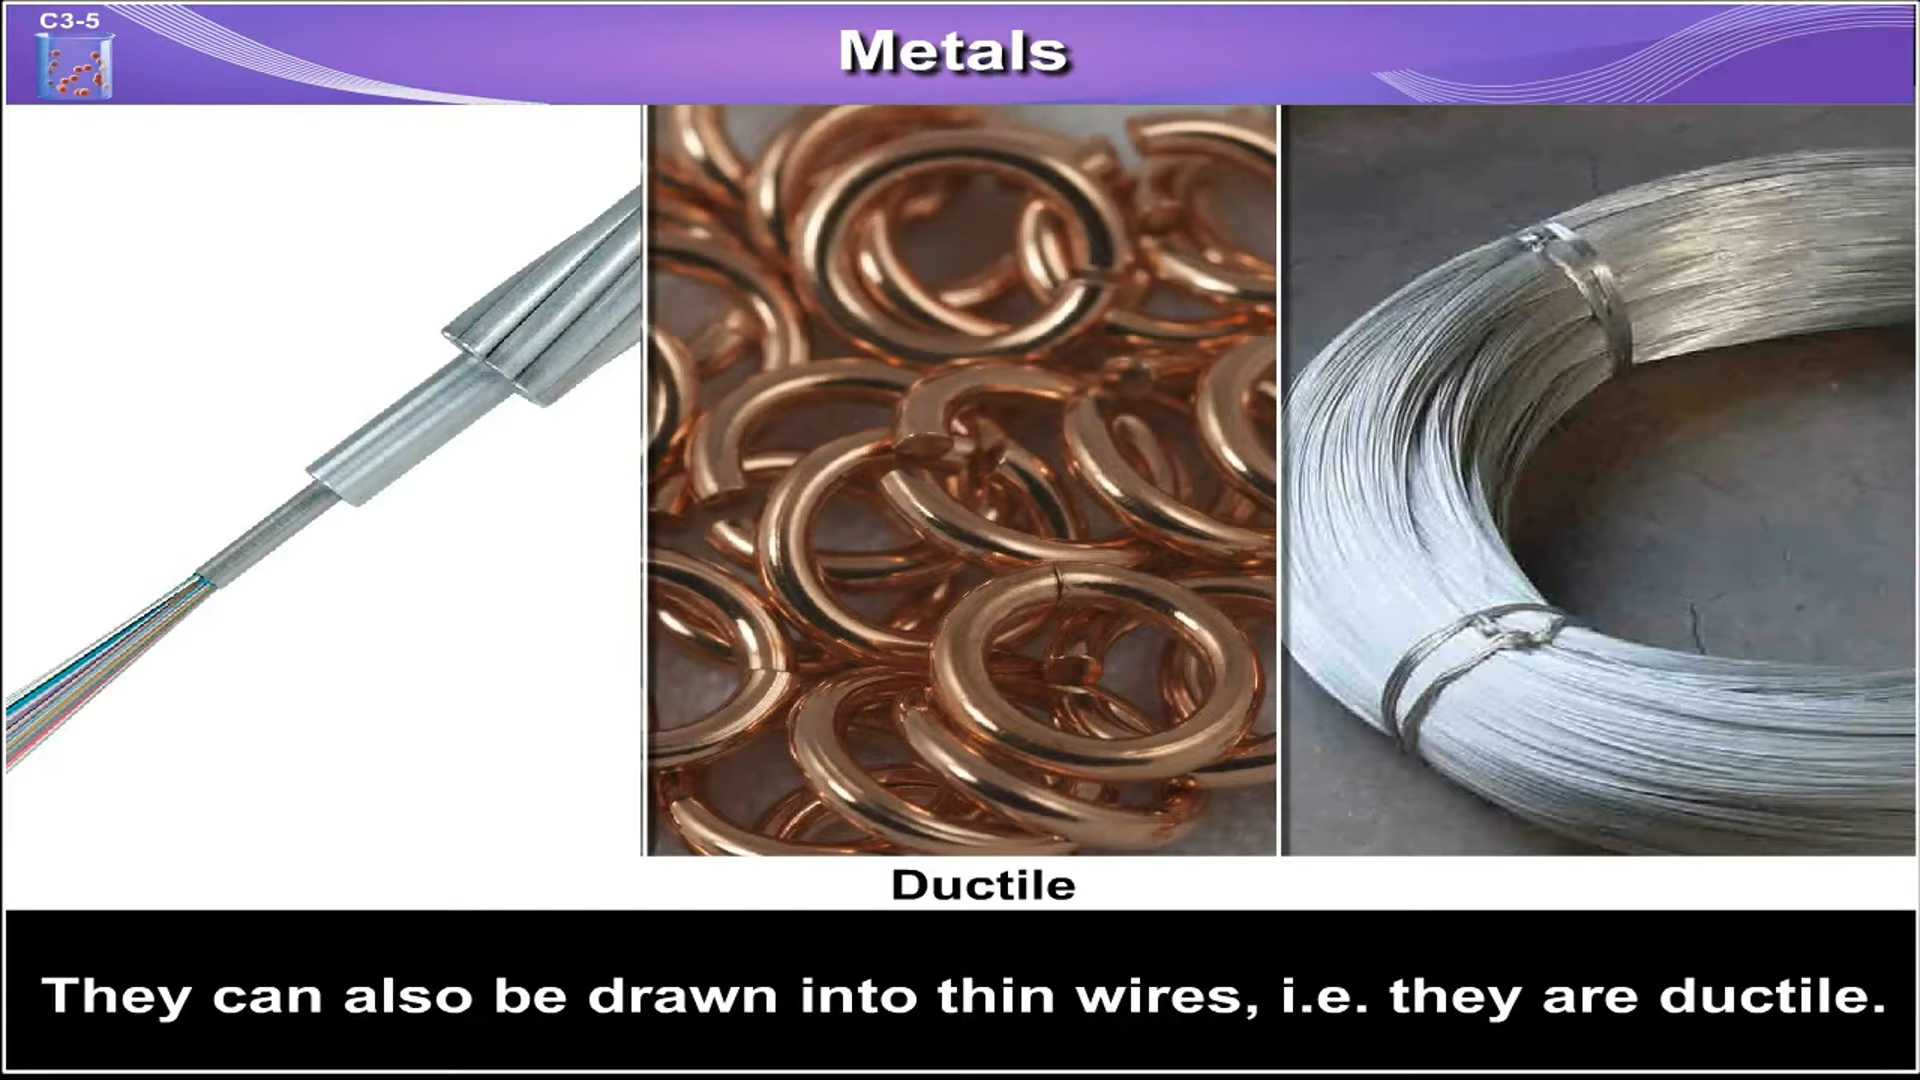 C3-5
Metals
Ductile
They can also be drawn into thin wires, i.e. they are ductile.